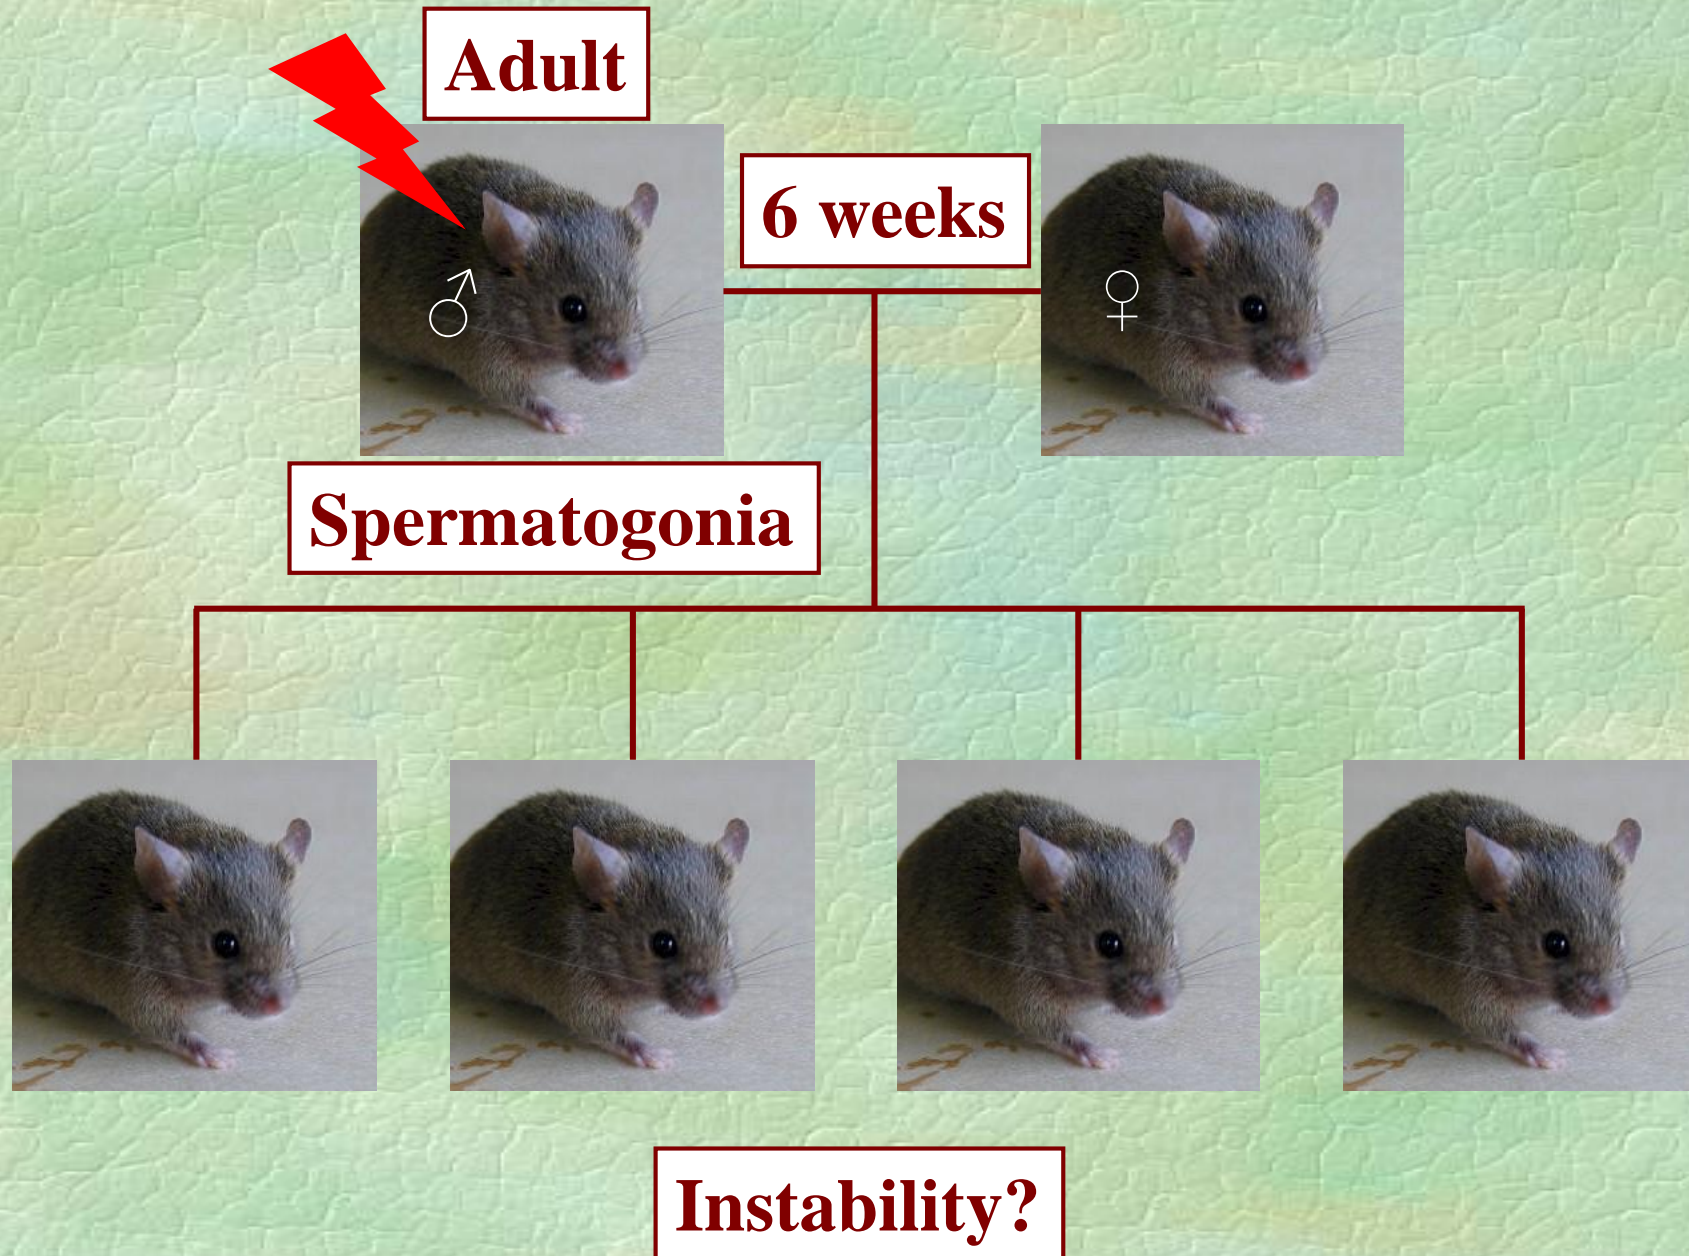 Adult
6 weeks
♂
♀
Spermatogonia
Instability?